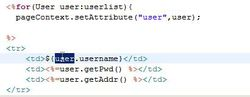 <%for(User user:userlist){
pageContext.setAttribute("user",user);
%>
<tr>
<td>${user.username}</td>
<td><%=user.getPwd() %></td>
<td><%=user.getAddr() %></td>